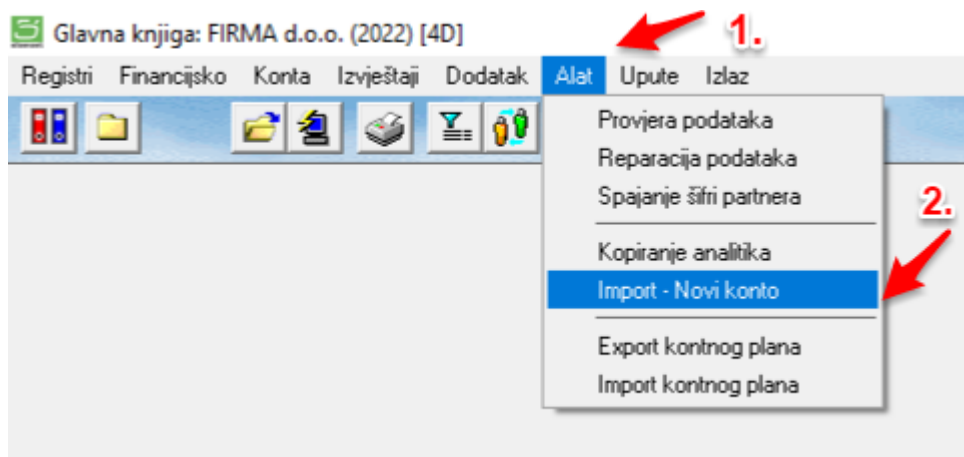 Glavna knjiga: FIRMA d.o.o. (2022) [4D]
1.
Registri Financijsko Konta Izvještaji Dodatak Alat Upute Izlaz
Provjera podataka
Reparacija podataka
Spajanje šifri partnera
2.
Kopiranje analitika
Import - Novi konto
Export kontnog plana
Import kontnog plana